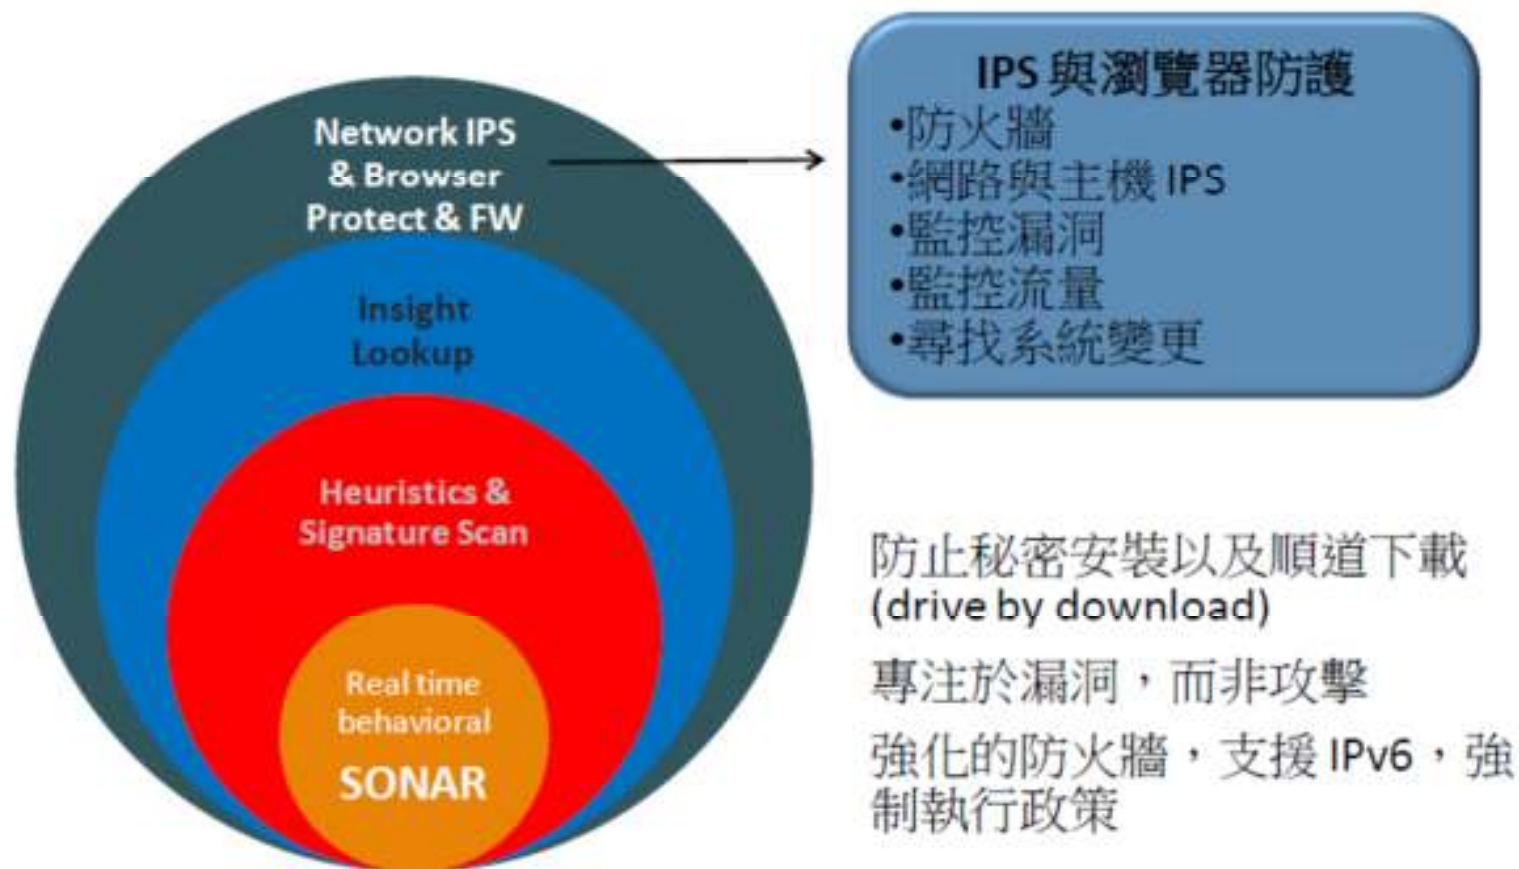 Network IPS
& Browser
Protect & FW
Insight
Lookup
Heuristics &
Signature Scan
Real time
behavioral
SONAR
IPS 與瀏覽器防護
•防火牆
•網路與主機 IPS
•監控漏洞
•監控流量
•尋找系統變更
防止秘密安裝以及順道下載
(drive by download)
專注於漏洞，而非攻擊
強化的防火牆，支援 IPv6，強
制執行政策